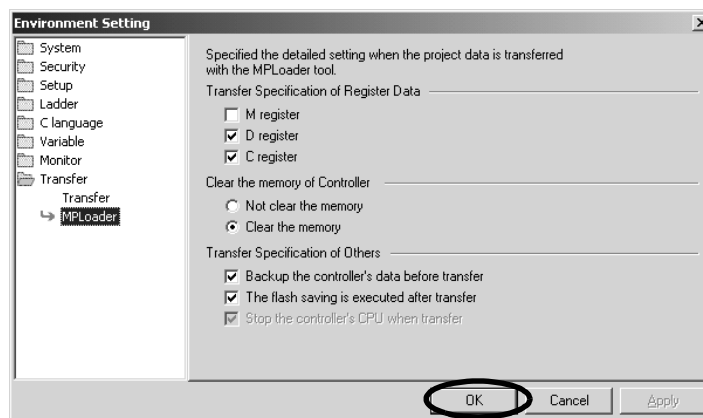 Environment Setting
System
Security
Setup
Ladder
C language
Variable
Monitor
Transfer
Transfer
MPLoader
Specified the detailed setting when the project data is transferred
with the MPLoader tool.
Transfer Specification of Register Data
M register
D register
C register
Clear the memory of Controller
Not clear the memory
Clear the memory
Transfer Specification of Others
Backup the controller's data before transfer
The flash saving is executed after transfer
Stop the controller's CPU when transfer
OK
Cancel
Apply